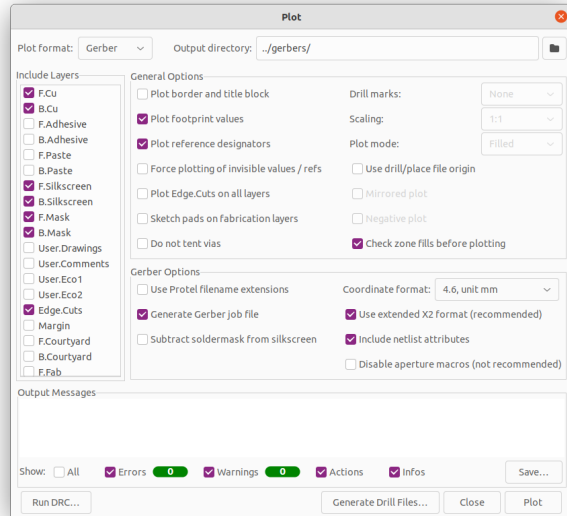 Plot
Plot format: Gerber Output directory: ../gerbers/
Include Layers
F.Cu
B.Cu
F.Adhesive
B.Adhesive
F.Paste
B.Paste
F.Silkscreen
B.Silkscreen
F.Mask
B.Mask
User.Drawings
User.Comments
User.Eco1
User.Eco2
Edge.Cuts
Margin
F.Courtyard
B.Courtyard
F.Fab
General Options
Plot border and title block Drill marks: None
Plot footprint values Scaling: 1:1
Plot reference designators Plot mode: Filled
Force plotting of invisible values / refs Use drill/place file origin
Plot Edge.Cuts on all layers Mirrored plot
Sketch pads on fabrication layers Negative plot
Do not tent vias Check zone fills before plotting
Gerber Options
Use Protel filename extensions Coordinate format: 4.6, unit mm
Generate Gerber job file Use extended X2 format (recommended)
Subtract soldermask from silkscreen Include netlist attributes
Disable aperture macros (not recommended)
Output Messages
Show: All Errors 0 Warnings 0 Actions Infos Save...
Run DRC... Generate Drill Files... Close Plot